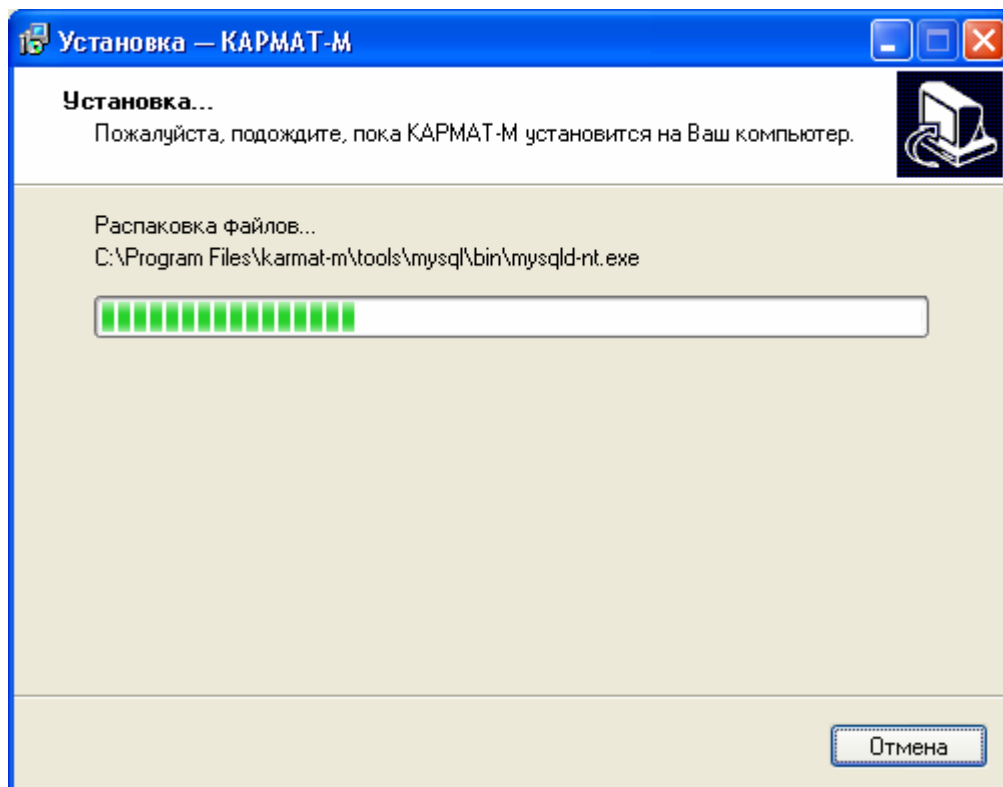 Установка — КАРМАТ-М
Установка...
Пожалуйста, подождите, пока КАРМАТ-М установится на Ваш компьютер.
Распаковка файлов...
C:\Program Files\karmat-m\tools\mysql\bin\mysqld-nt.exe
Отмена